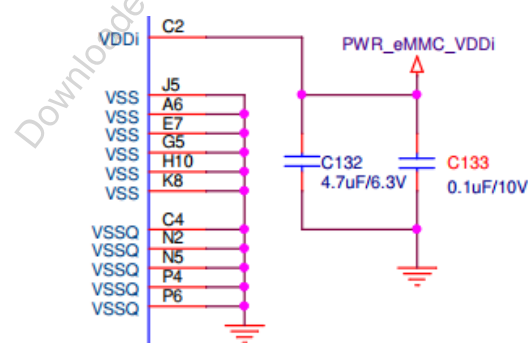 Downloade
VDDi C2
PWR_eMMC_VDDi
VSS J5
VSS A6
VSS E7
VSS G5
VSS H10
VSS K8
C132
4.7uF/6.3V
C133
0.1uF/10V
VSSQ C4
VSSQ N2
VSSQ N5
VSSQ P4
VSSQ P6